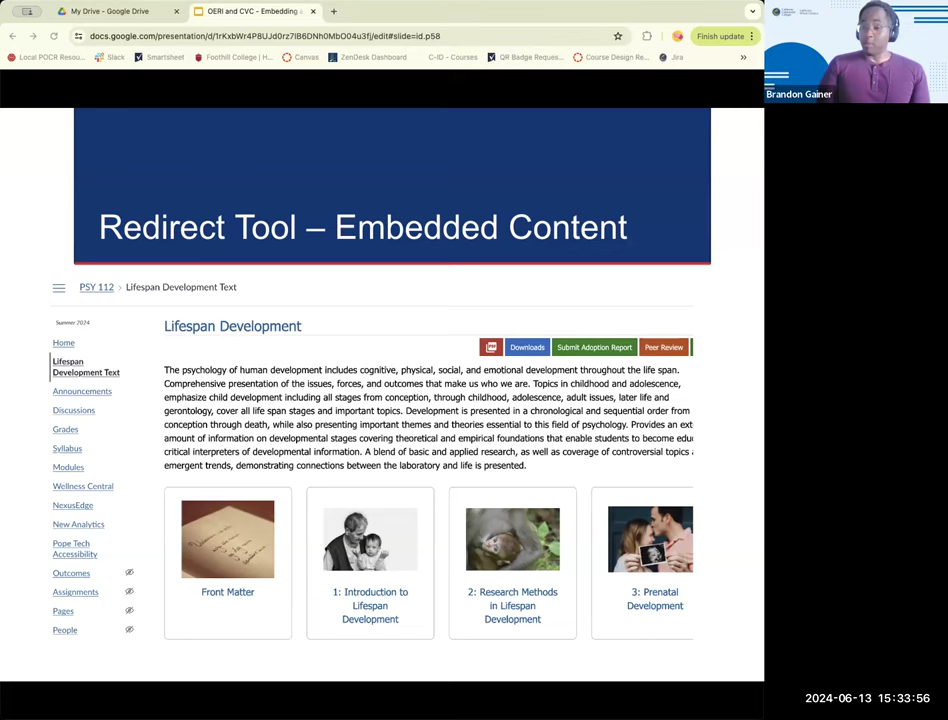 My Drive - Google Drive
OERI and CVC - Embedding a
docs.google.com/presentation/d/1rKxbWr4P8UJd0rz7IB6DNh0MbO04u3fj/edit#slide=id.p58
Finish update
Local POCR Resou...
Slack
Smartsheet
Foothill College | H...
Canvas
ZenDesk Dashboard
C-ID - Courses
QR Badge Reques...
Course Design Re...
Jira
»
Brandon Gainer
Redirect Tool – Embedded Content
PSY 112 › Lifespan Development Text
Summer 2024
Home
Lifespan
Development Text
Announcements
Discussions
Grades
Syllabus
Modules
Wellness Central
NexusEdge
New Analytics
Pope Tech
Accessibility
Outcomes
Assignments
Pages
People
Lifespan Development
Downloads
Submit Adoption Report
Peer Review
The psychology of human development includes cognitive, physical, social, and emotional development throughout the life span.
Comprehensive presentation of the issues, forces, and outcomes that make us who we are. Topics in childhood and adolescence,
emphasize child development including all stages from conception, through childhood, adolescence, adult issues, later life and
gerontology, cover all life span stages and important topics. Development is presented in a chronological and sequential order from
conception through death, while also presenting important themes and theories essential to this field of psychology. Provides an ext
amount of information on developmental stages covering theoretical and empirical foundations that enable students to become edu
critical interpreters of developmental information. A blend of basic and applied research, as well as coverage of controversial topics a
emergent trends, demonstrating connections between the laboratory and life is presented.
Front Matter
1: Introduction to
Lifespan
Development
2: Research Methods
in Lifespan
Development
3: Prenatal
Development
2024-06-13 15:33:56